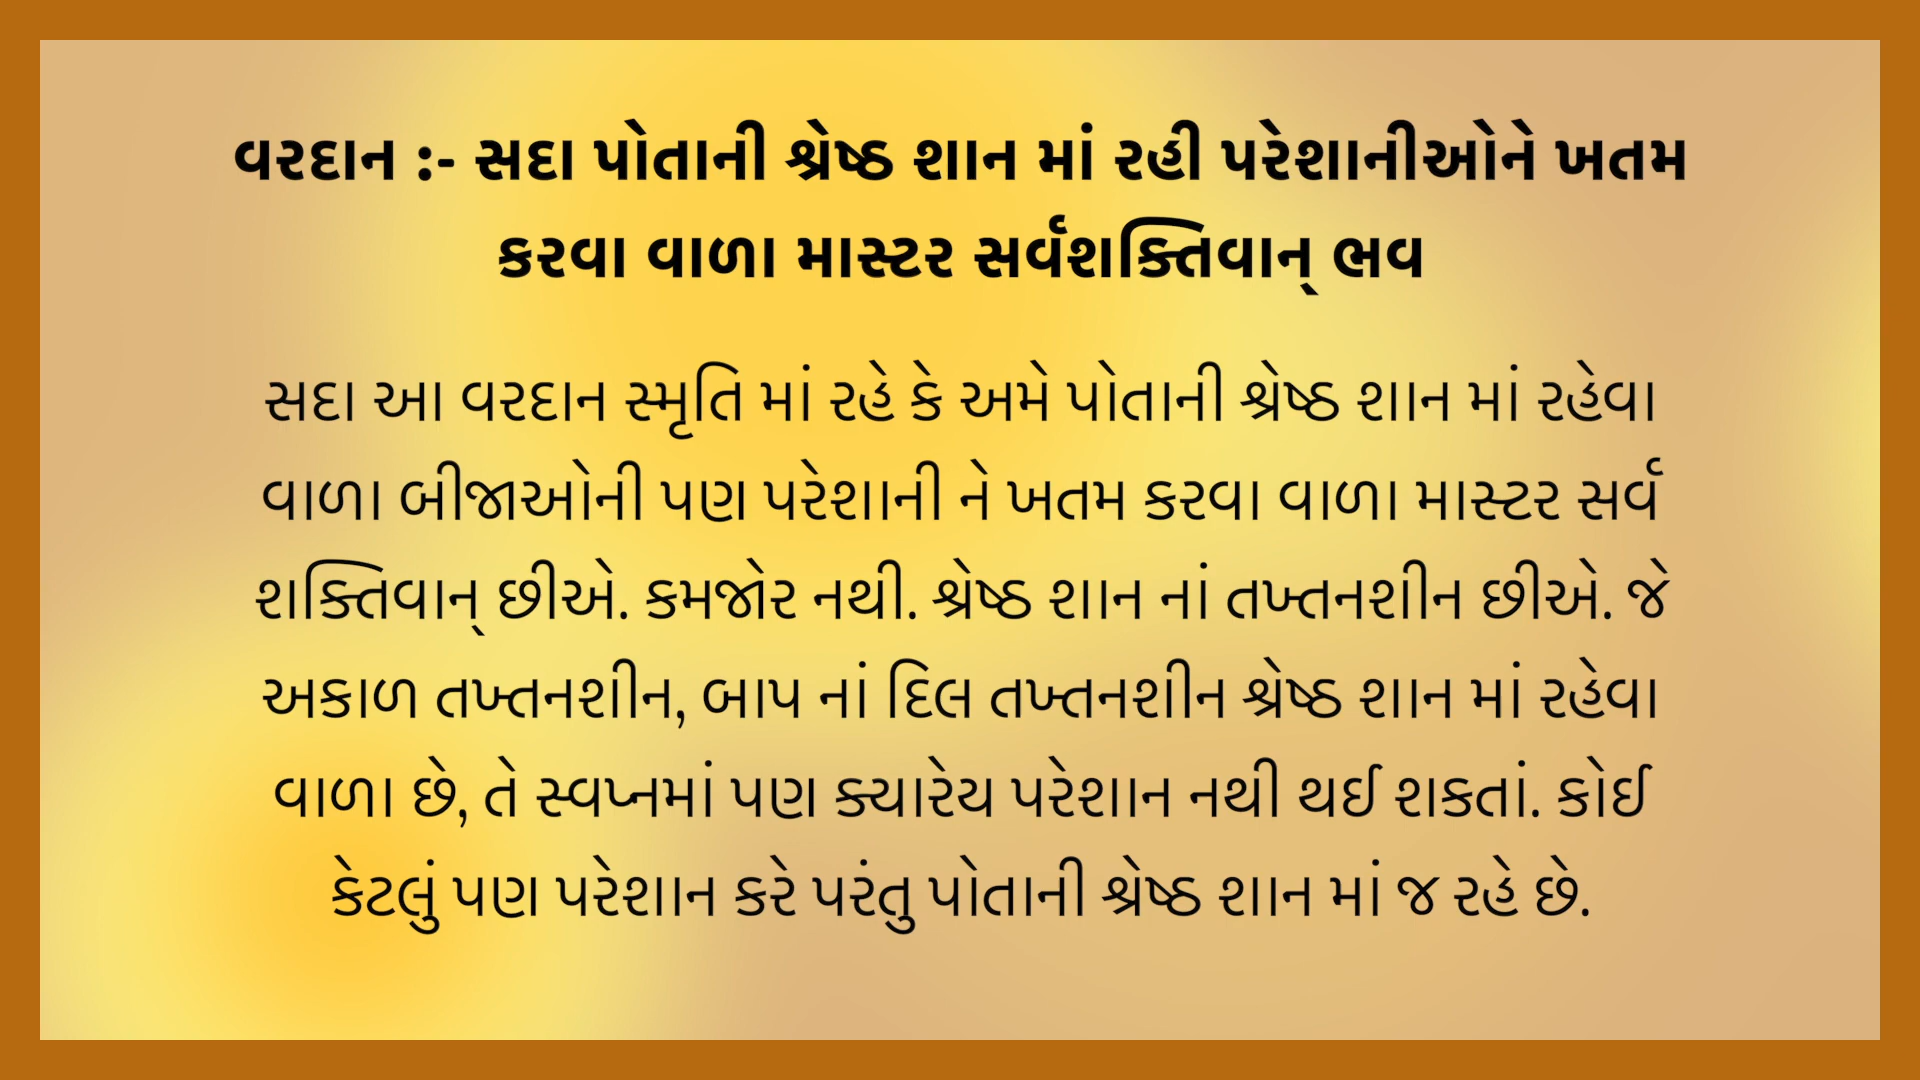 વરદાન :- સદા પોતાની શ્રેષ્ઠ શાન માં રહી પરેશાનીઓને ખતમ
કરવા વાળા માસ્ટર સર્વંશક્તિવાન્ ભવ
સદા આ વરદાન સ્મૃતિ માં રહે કે અમે પોતાની શ્રેષ્ઠ શાન માં રહેવા
વાળા બીજાઓની પણ પરેશાની ને ખતમ કરવા વાળા માસ્ટર સર્વ
શક્તિવાન્ છીએ. કમજોર નથી. શ્રેષ્ઠ શાન નાં તખ્તનશીન છીએ. જે
અકાળ તખ્તનશીન, બાપ નાં દિલ તખ્તનશીન શ્રેષ્ઠ શાન માં રહેવા
વાળા છે, તે સ્વપ્નમાં પણ ક્યારેય પરેશાન નથી થઈ શકતાં. કોઈ
કેટલું પણ પરેશાન કરે પરંતુ પોતાની શ્રેષ્ઠ શાન માં જ રહે છે.